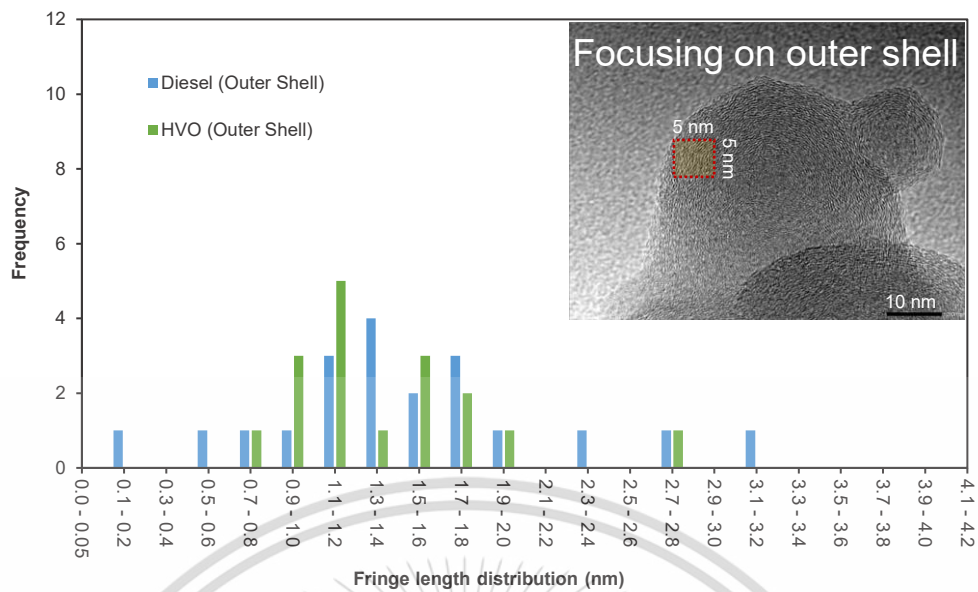 12
10
8
6
4
2
0
Frequency
Diesel (Outer Shell)
HVO (Outer Shell)
Focusing on outer shell
5 nm
5 nm
10 nm
0.0 - 0.05
0.1 - 0.2
0.3 - 0.4
0.5 - 0.6
0.7 - 0.8
0.9 - 1.0
1.1 - 1.2
1.3 - 1.4
1.5 - 1.6
1.7 - 1.8
1.9 - 2.0
2.1 - 2.2
2.3 - 2.4
2.5 - 2.6
2.7 - 2.8
2.9 - 3.0
3.1 - 3.2
3.3 - 3.4
3.5 - 3.6
3.7 - 3.8
3.9 - 4.0
4.1 - 4.2
Fringe length distribution (nm)